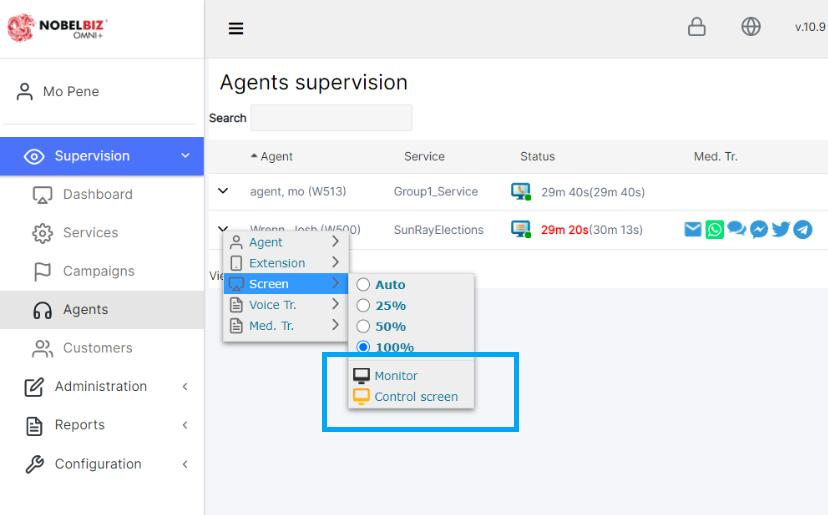 NOBELBIZ
OMNI+
v.10.9
Mo Pene
Agents supervision
Search
Supervision
Dashboard
Services
Campaigns
Agents
Customers
Administration
Reports
Configuration
Agent Service Status Med. Tr.
agent, mo (W513) Group1_Service 29m 40s(29m 40s)
Wrenn, Josh (W500) SunRayElections 29m 20s(30m 13s)
Agent
Extension
Screen
Voice Tr.
Med. Tr.
Auto
25%
50%
100%
Monitor
Control screen